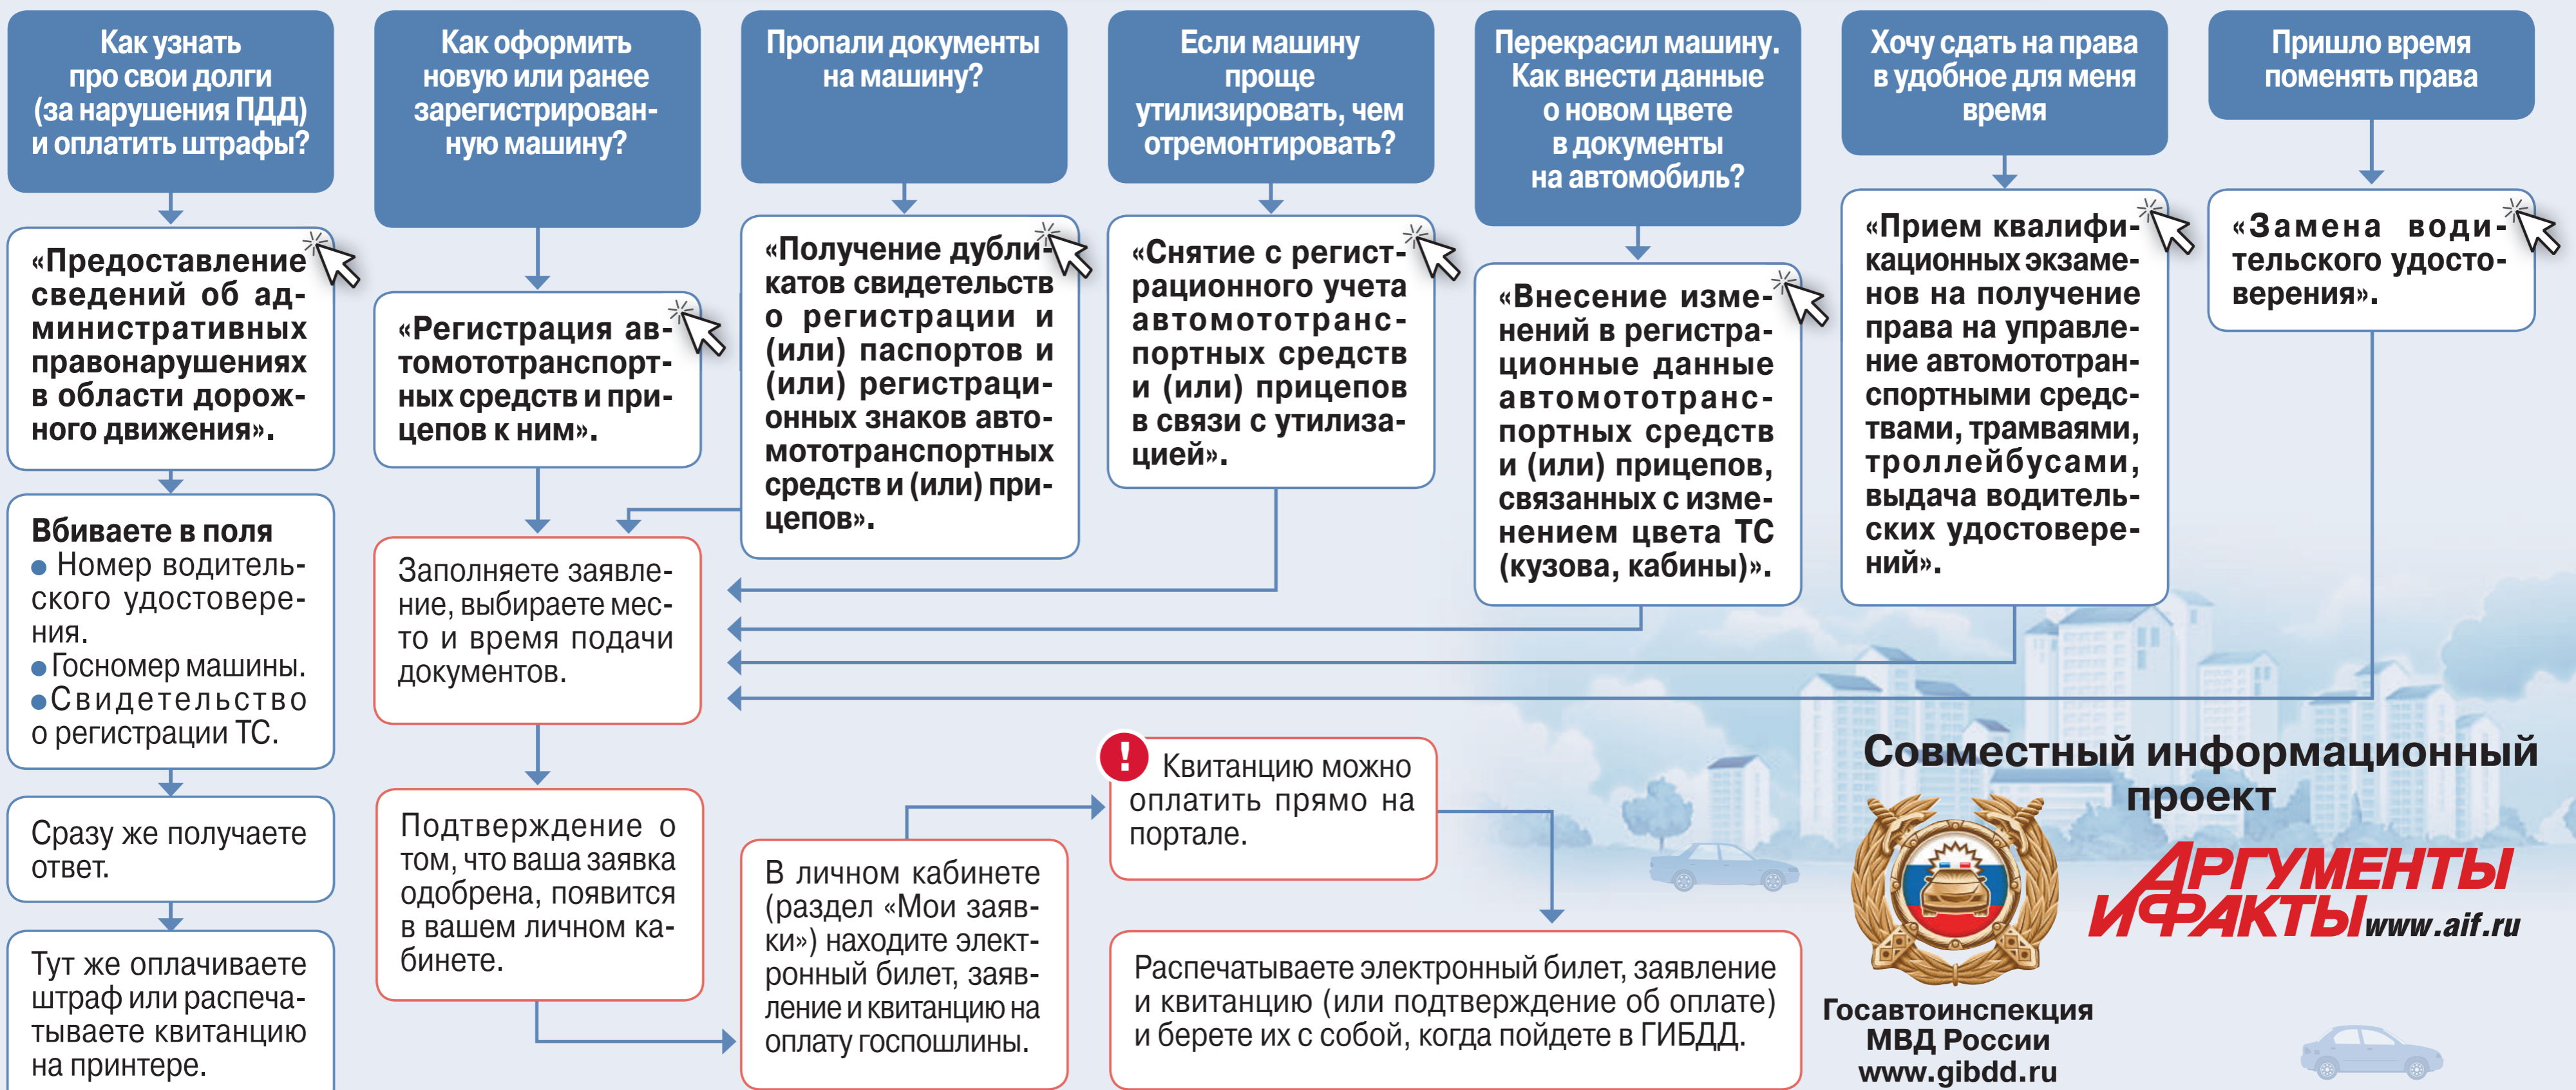 Как узнать
про свои долги
(за нарушения ПДД)
и оплатить штрафы?
«Предоставление
сведений об ад-
министративных
правонарушениях
в области дорож-
ного движения».
Вбиваете в поля
● Номер водитель-
ского удостовере-
ния.
● Госномер машины.
● Свидетельство
о регистрации ТС.
Сразу же получаете
ответ.
Тут же оплачиваете
штраф или распеча-
тываете квитанцию
на принтере.
Как оформить
новую или ранее
зарегистрирован-
ную машину?
«Регистрация ав-
томототранспорт-
ных средств и при-
цепов к ним».
Заполняете заявле-
ние, выбираете мес-
то и время подачи
документов.
Подтверждение о
том, что ваша заявка
одобрена, появится
в вашем личном ка-
бинете.
Пропали документы
на машину?
«Получение дубли-
катов свидетельств
о регистрации и
(или) паспортов и
(или) регистраци-
онных знаков авто-
мототранспортных
средств и (или) при-
цепов».
В личном кабинете
(раздел «Мои заяв-
ки») находите элект-
ронный билет, заяв-
ление и квитанцию на
оплату госпошлины.
Если машину
проще
утилизировать, чем
отремонтировать?
«Снятие с регист-
рационного учета
автомототранс-
портных средств
и (или) прицепов
в связи с утилиза-
цией».
! Квитанцию можно
оплатить прямо на
портале.
Распечатываете электронный билет, заявление
и квитанцию (или подтверждение об оплате)
и берете их с собой, когда пойдете в ГИБДД.
Перекрасил машину.
Как внести данные
о новом цвете
в документы
на автомобиль?
«Внесение изме-
нений в регистра-
ционные данные
автомототранс-
портных средств
и (или) прицепов,
связанных с изме-
нением цвета ТС
(кузова, кабины)».
Хочу сдать на права
в удобное для меня
время
«Прием квалифи-
кационных экзаме-
нов на получение
права на управле-
ние автомототран-
спортными средс-
твами, трамваями,
троллейбусами,
выдача водитель-
ских удостовере-
ний».
Пришло время
поменять права
«Замена води-
тельского удосто-
верения».
Совместный информационный
проект
Госавтоинспекция
МВД России
www.gibdd.ru
АРГУМЕНТЫ
И ФАКТЫ www.aif.ru